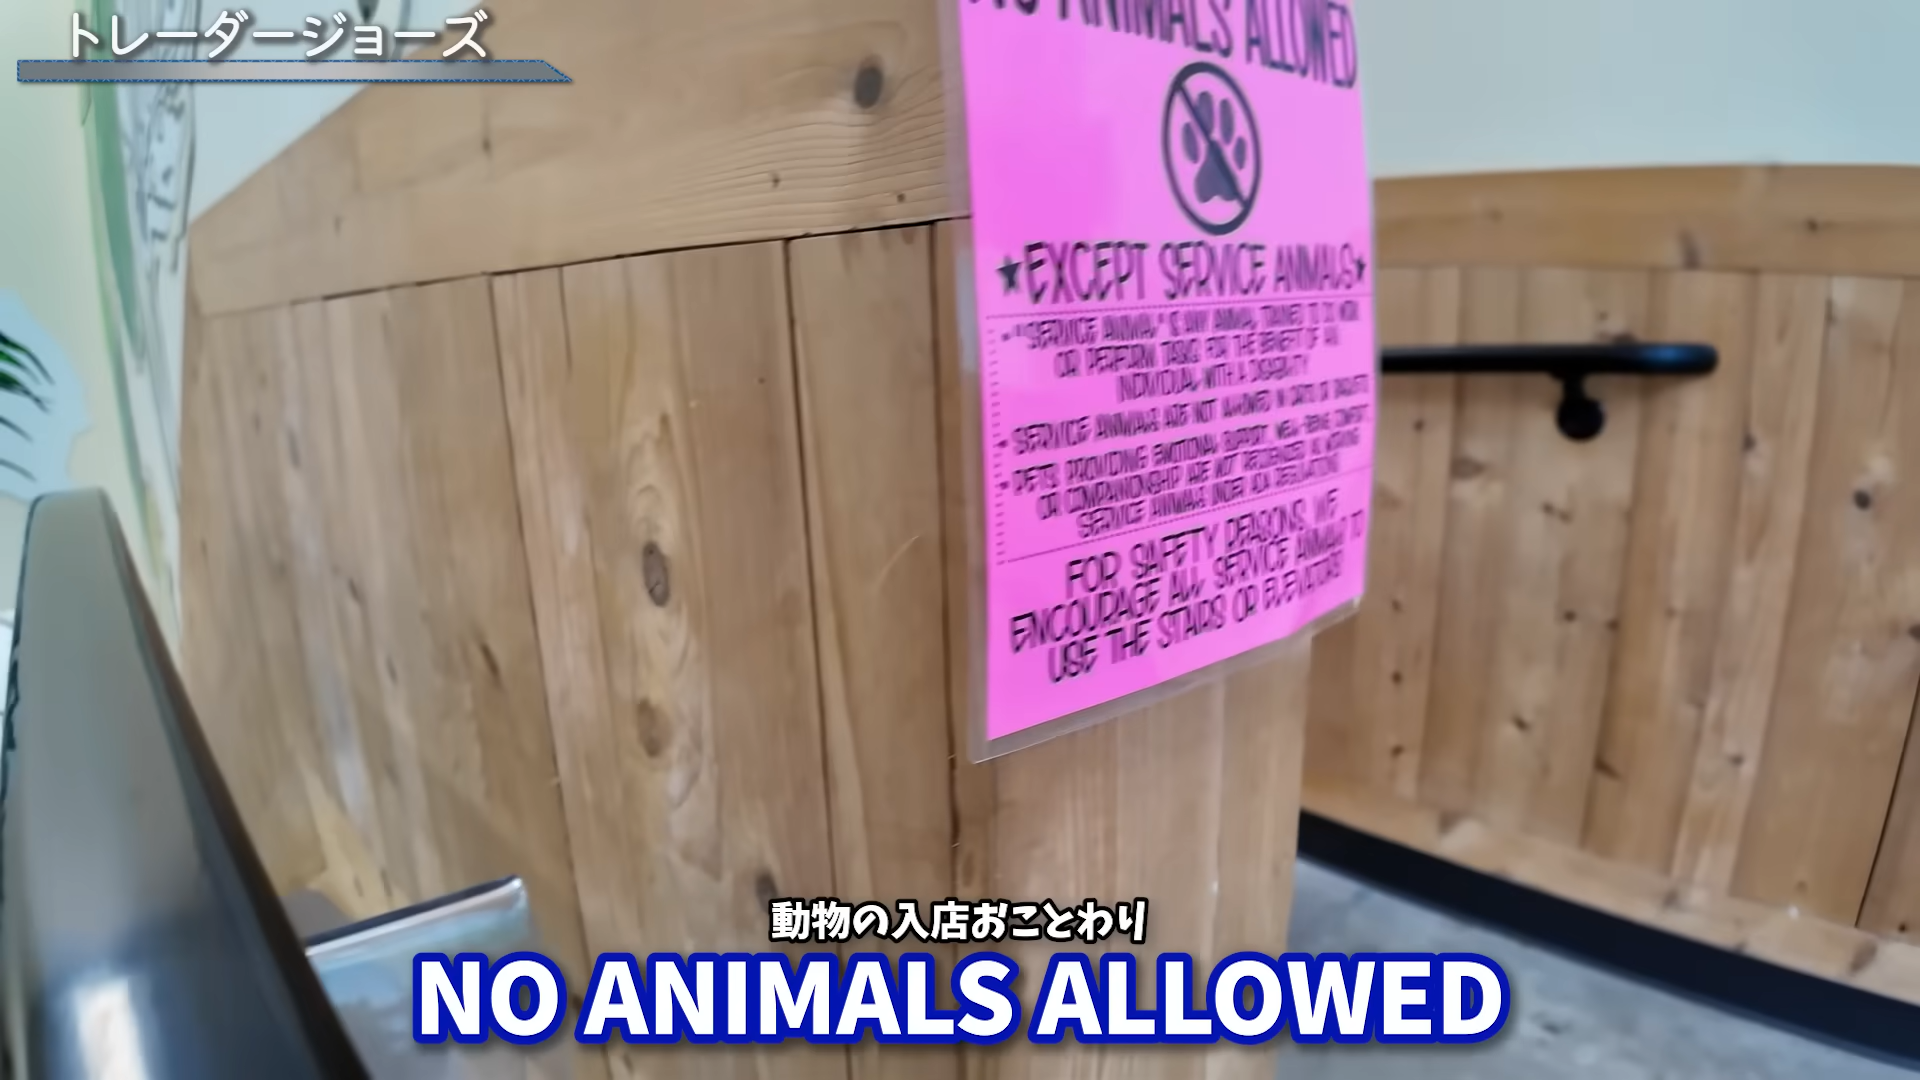 トレーダージョーズ
NO ANIMALS ALLOWED
★EXCEPT SERVICE ANIMALS★
• "SERVICE ANIMAL" IS ANY ANIMAL TRAINED TO DO WORK
OR PERFORM TASKS FOR THE BENEFIT OF AN
INDIVIDUAL WITH A DISABILITY
• SERVICE ANIMALS ARE NOT ALLOWED IN CARTS OR BASKETS
• PETS PROVIDING EMOTIONAL SUPPORT, WELL-BEING, COMFORT,
OR COMPANIONSHIP ARE NOT RECOGNIZED AS WORKING
SERVICE ANIMALS UNDER ADA REGULATIONS
FOR SAFETY REASONS, WE
ENCOURAGE ALL SERVICE ANIMALS TO
USE THE STAIRS OR ELEVATORS
動物の入店おことわり
NO ANIMALS ALLOWED